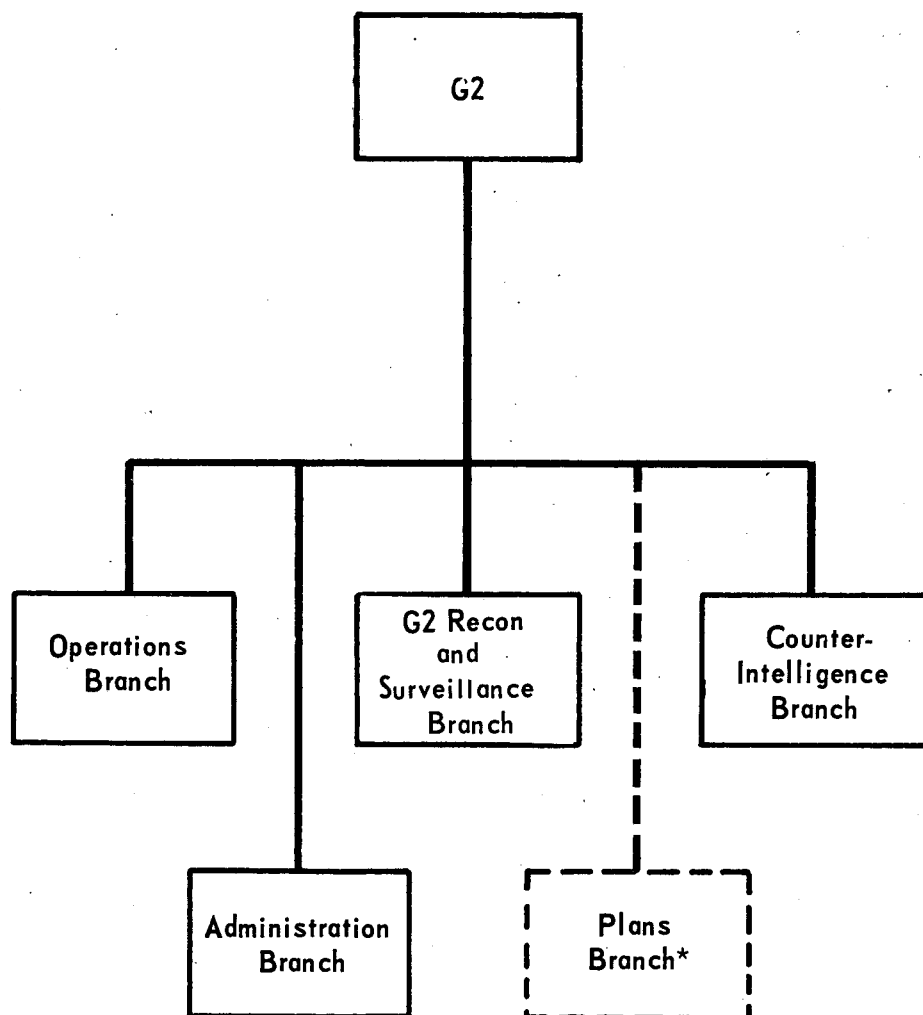 G2
Operations
Branch
G2 Recon
and
Surveillance
Branch
Counter-
Intelligence
Branch
Administration
Branch
Plans
Branch*